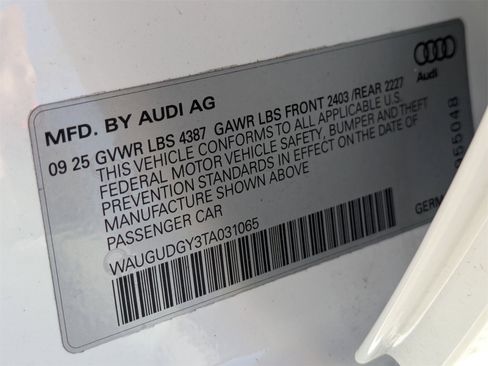 MFD. BY AUDI AG
Audi
09 25 GVWR LBS 4387 GAWR LBS FRONT 2403 /REAR 2227
THIS VEHICLE CONFORMS TO ALL APPLICABLE U.S.
FEDERAL MOTOR VEHICLE SAFETY, BUMPER AND THEFT
PREVENTION STANDARDS IN EFFECT ON THE DATE OF
MANUFACTURE SHOWN ABOVE
PASSENGER CAR
WAUGUDGY3TA031065